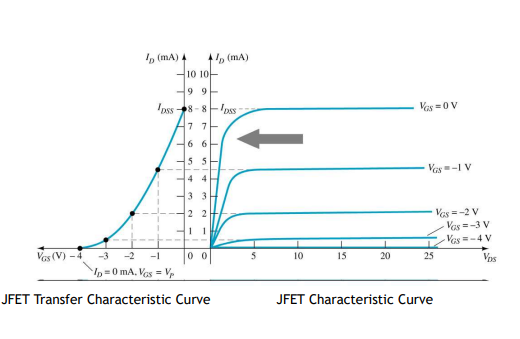 I_D (mA) I_D (mA)
10 10
9 9
I_DSS 8 8 I_DSS V_GS = 0 V
7 7
6 6
5 5
V_GS = –1 V
4 4
3 3
2 2 V_GS = –2 V
V_GS = –3 V
1 1
V_GS = –4 V
V_GS (V) –4 –3 –2 –1 0 0 5 10 15 20 25 V_DS
I_D = 0 mA, V_GS = V_P
JFET Transfer Characteristic Curve JFET Characteristic Curve